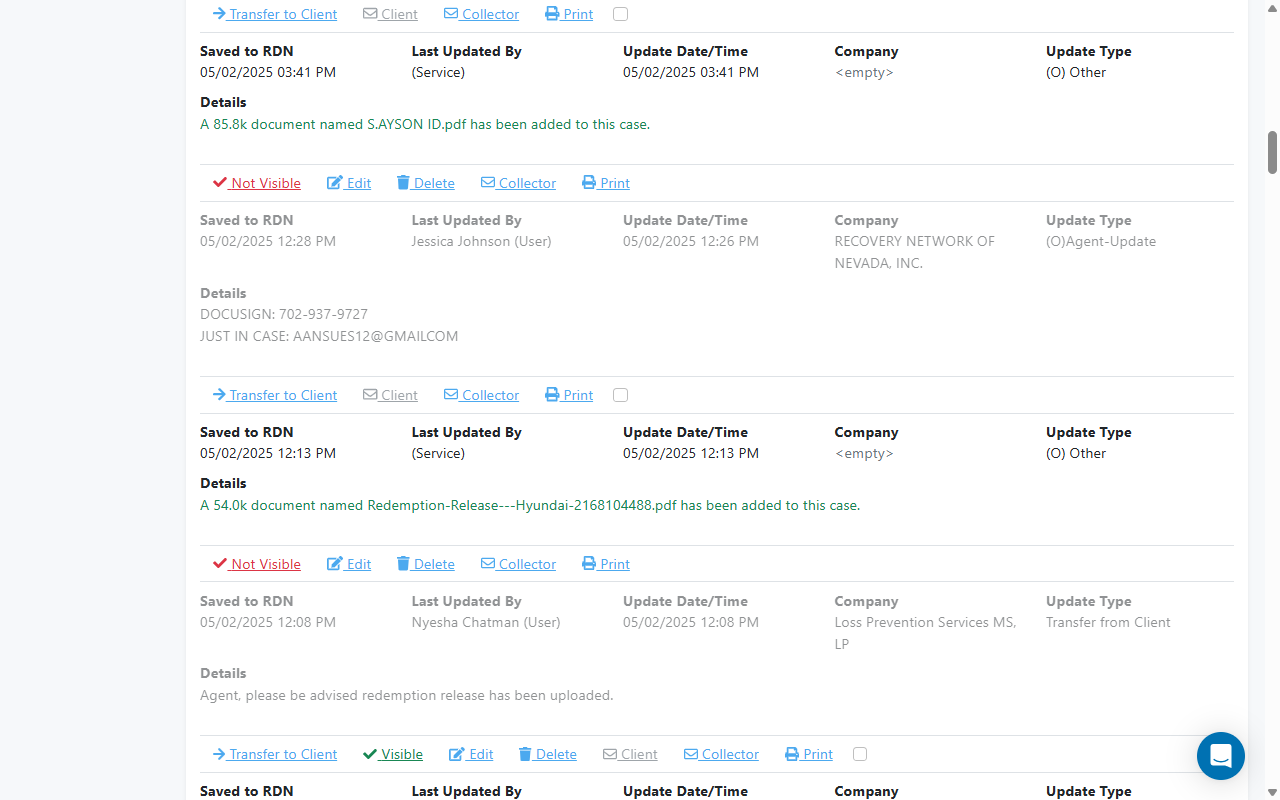 Transfer to Client Client Collector Print
Saved to RDN Last Updated By Update Date/Time Company Update Type
05/02/2025 03:41 PM (Service) 05/02/2025 03:41 PM <empty> (O) Other
Details
A 85.8k document named S.AYSON ID.pdf has been added to this case.
Not Visible Edit Delete Collector Print
Saved to RDN Last Updated By Update Date/Time Company Update Type
05/02/2025 12:28 PM Jessica Johnson (User) 05/02/2025 12:26 PM RECOVERY NETWORK OF (O)Agent-Update
NEVADA, INC.
Details
DOCUSIGN: 702-937-9727
JUST IN CASE: AANSUES12@GMAILCOM
Transfer to Client Client Collector Print
Saved to RDN Last Updated By Update Date/Time Company Update Type
05/02/2025 12:13 PM (Service) 05/02/2025 12:13 PM <empty> (O) Other
Details
A 54.0k document named Redemption-Release---Hyundai-2168104488.pdf has been added to this case.
Not Visible Edit Delete Collector Print
Saved to RDN Last Updated By Update Date/Time Company Update Type
05/02/2025 12:08 PM Nyesha Chatman (User) 05/02/2025 12:08 PM Loss Prevention Services MS, Transfer from Client
LP
Details
Agent, please be advised redemption release has been uploaded.
Transfer to Client Visible Edit Delete Client Collector Print
Saved to RDN Last Updated By Update Date/Time Company Update Type